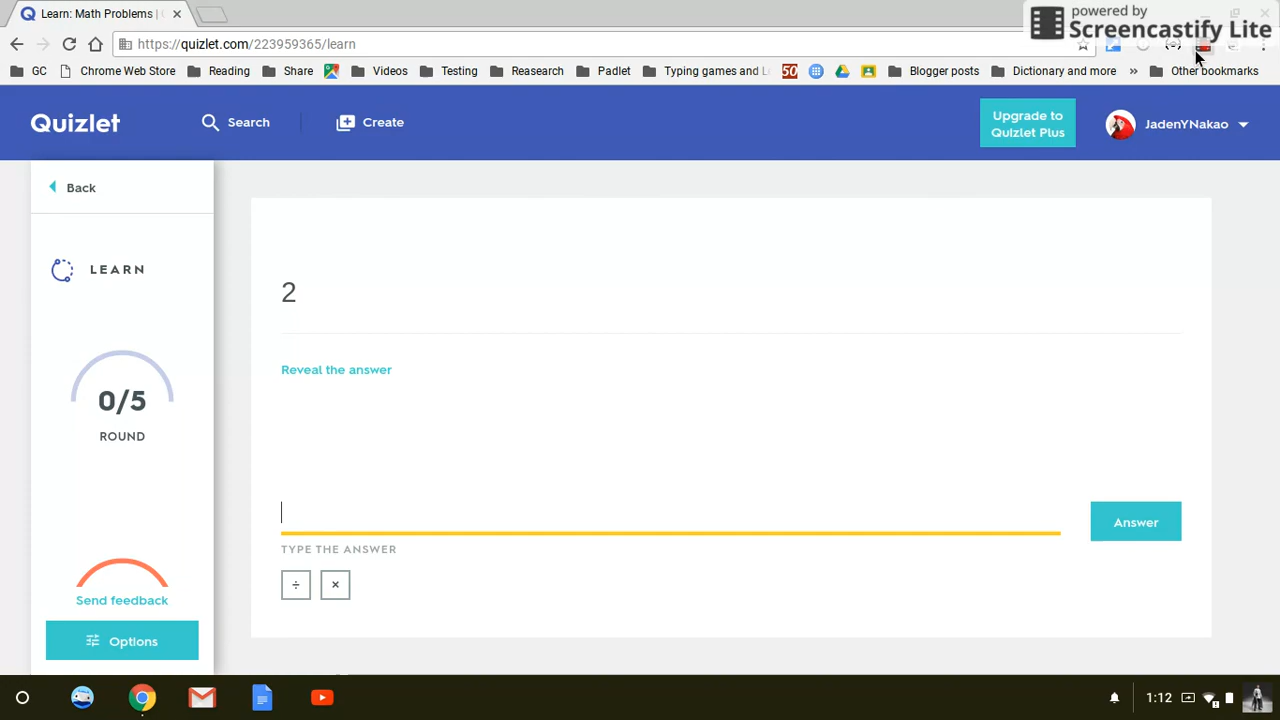 Learn: Math Problems |
powered by
Screencastify Lite
https://quizlet.com/223959365/learn
GC
Chrome Web Store
Reading
Share
Videos
Testing
Reasearch
Padlet
Typing games and L
50
Blogger posts
Dictionary and more
»
Other bookmarks
Quizlet
Search
Create
Upgrade to
Quizlet Plus
JadenYNakao
Back
LEARN
0/5
ROUND
Send feedback
Options
2
Reveal the answer
Answer
TYPE THE ANSWER
÷
×
1:12